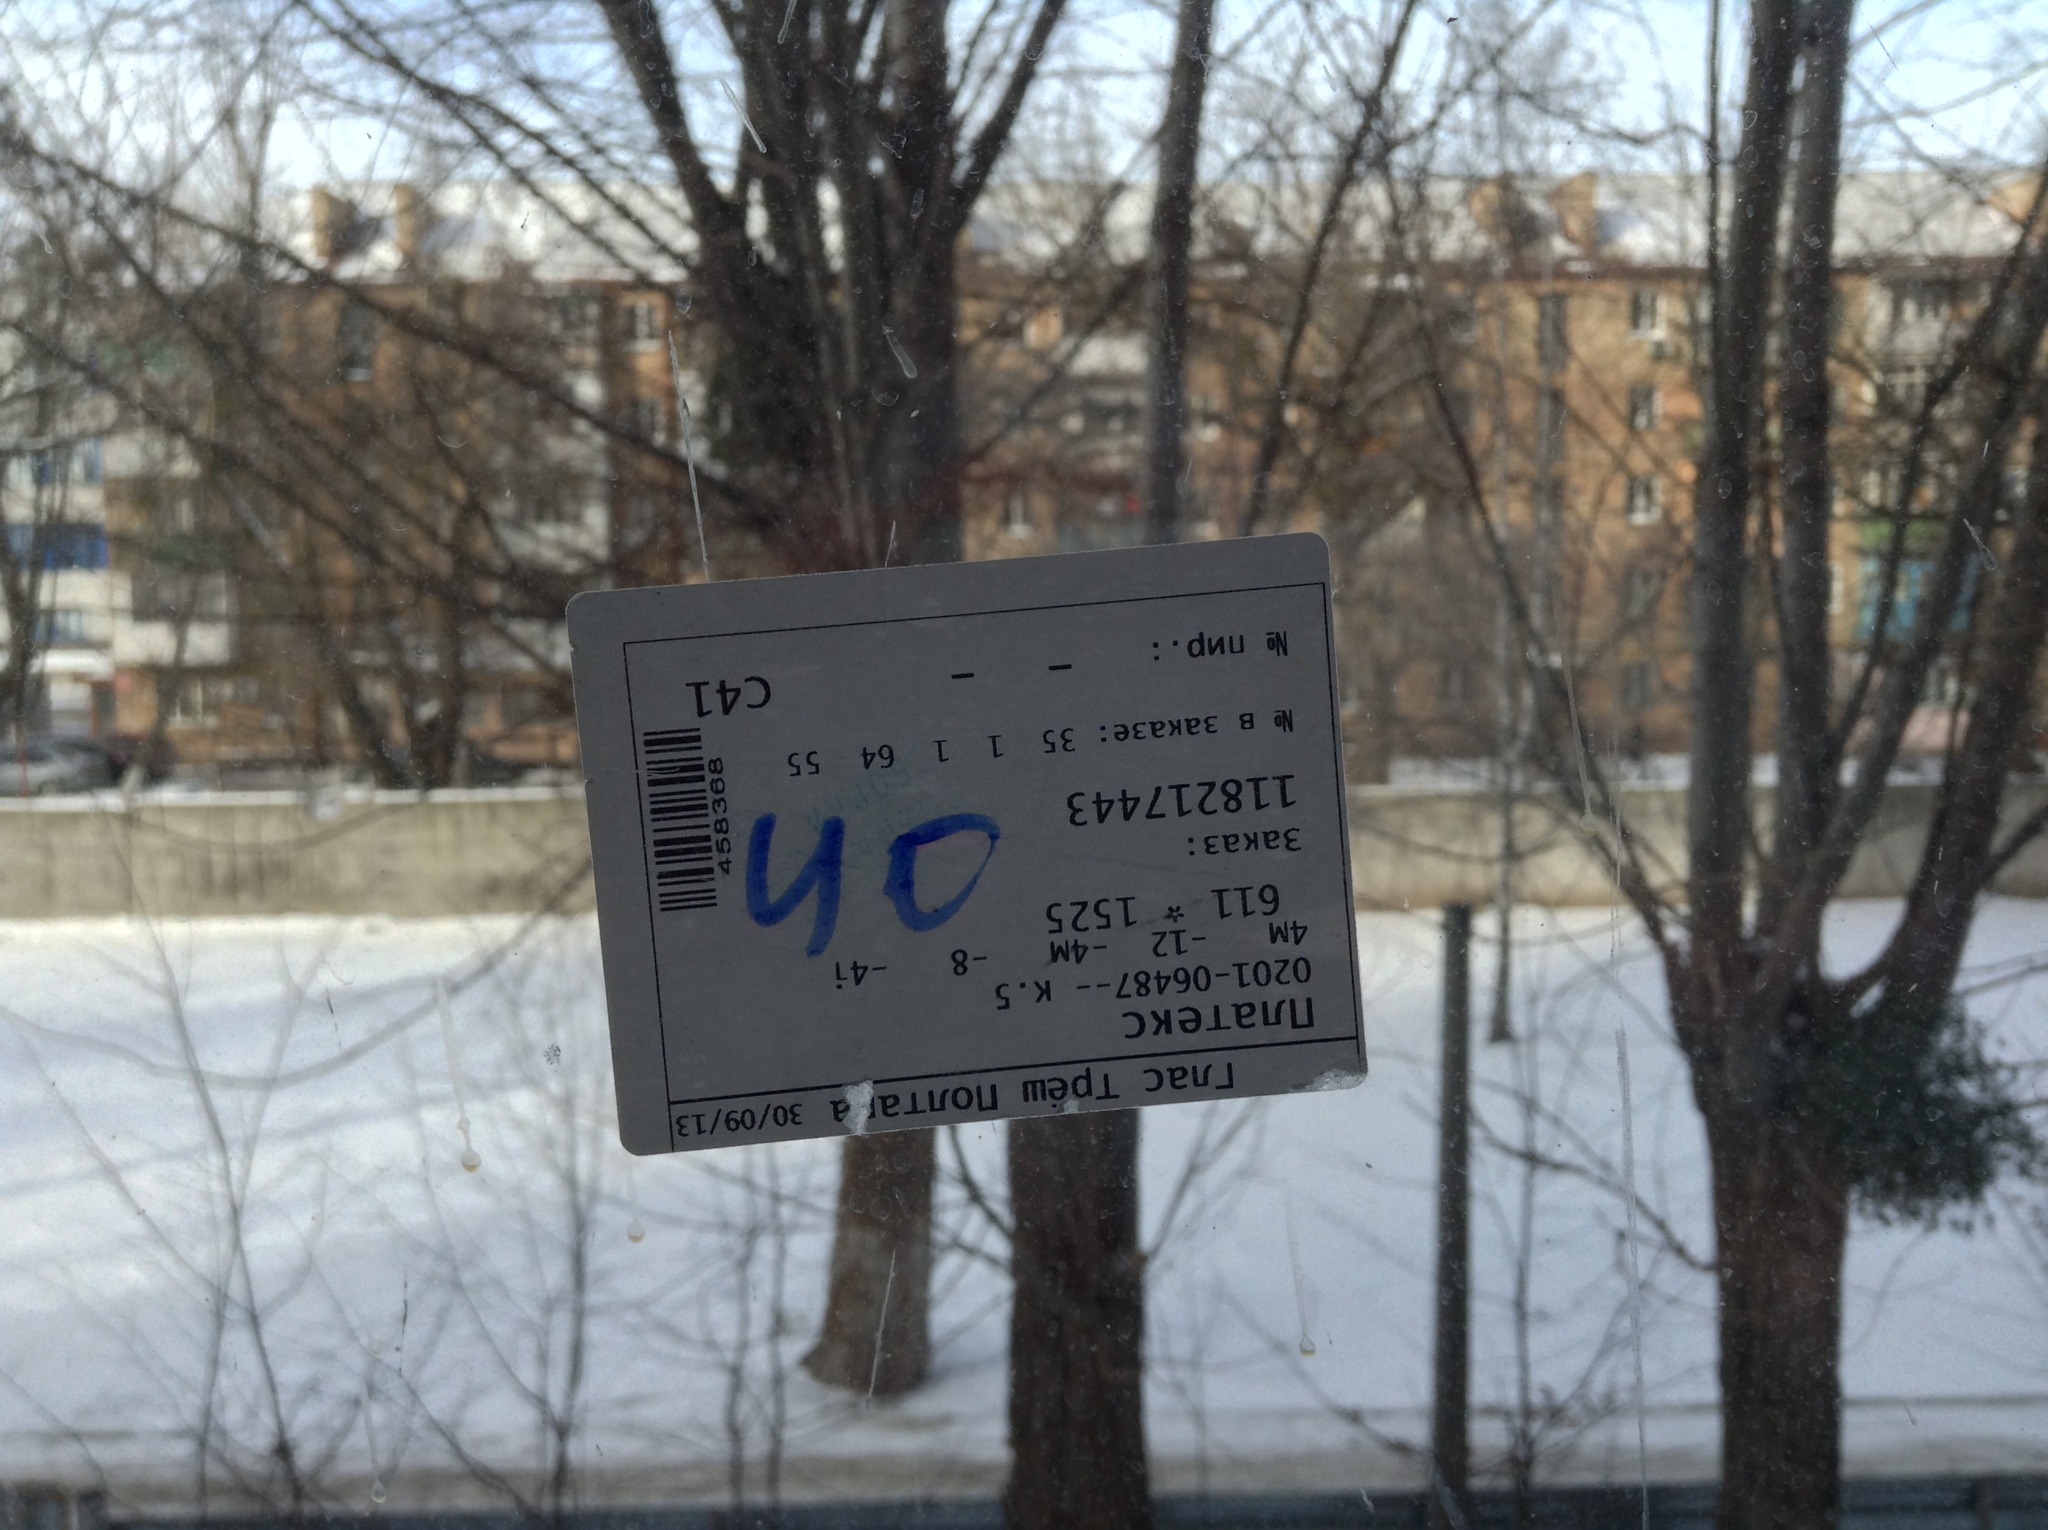 Глас Трёш Полтава 30/09/13
Платекс
0201-06487-- К.5
4М -12 -4М -8 -4i
611 * 1525
Заказ:
118217443
№ в заказе: 35 1 1 64 55
№ пир.: - - С41
458368